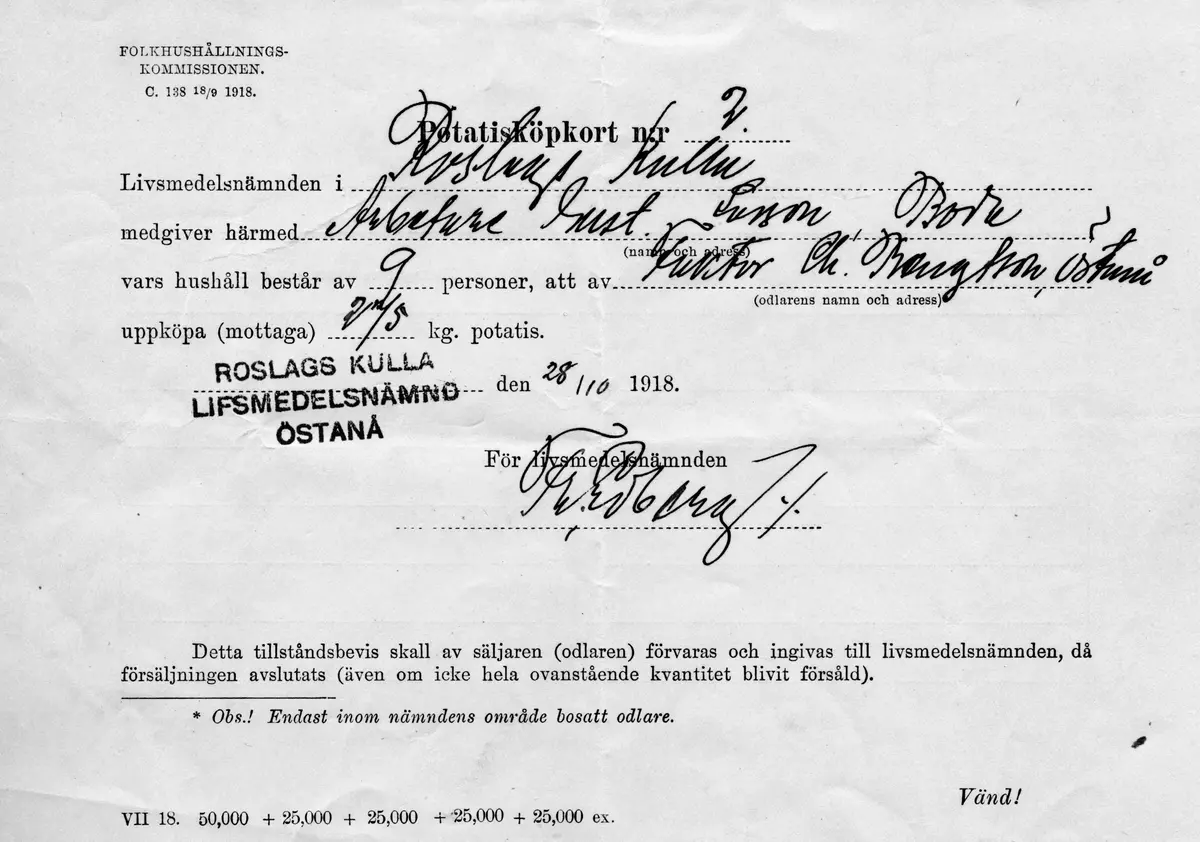 FOLKHUSHÅLLNINGS-
KOMMISSIONEN.
C. 138 18/9 1918.
Potatisköpkort n:r 2.
Livsmedelsnämnden i Roslags Kulla
medgiver härmed Arbetare Gust. Boda
(namn och adress)
vars hushåll består av 9 personer, att av Faktor Ch. Bengtson, Östanå
(odlarens namn och adress)
uppköpa (mottaga) kg. potatis.
ROSLAGS KULLA
LIFSMEDELSNÄMND
ÖSTANÅ
den 28/10 1918.
För livsmedelsnämnden
Detta tillståndsbevis skall av säljaren (odlaren) förvaras och ingivas till livsmedelsnämnden, då
försäljningen avslutats (även om icke hela ovanstående kvantitet blivit försåld).
* Obs.! Endast inom nämndens område bosatt odlare.
Vänd!
VII 18. 50,000 + 25,000 + 25,000 + 25,000 + 25,000 ex.